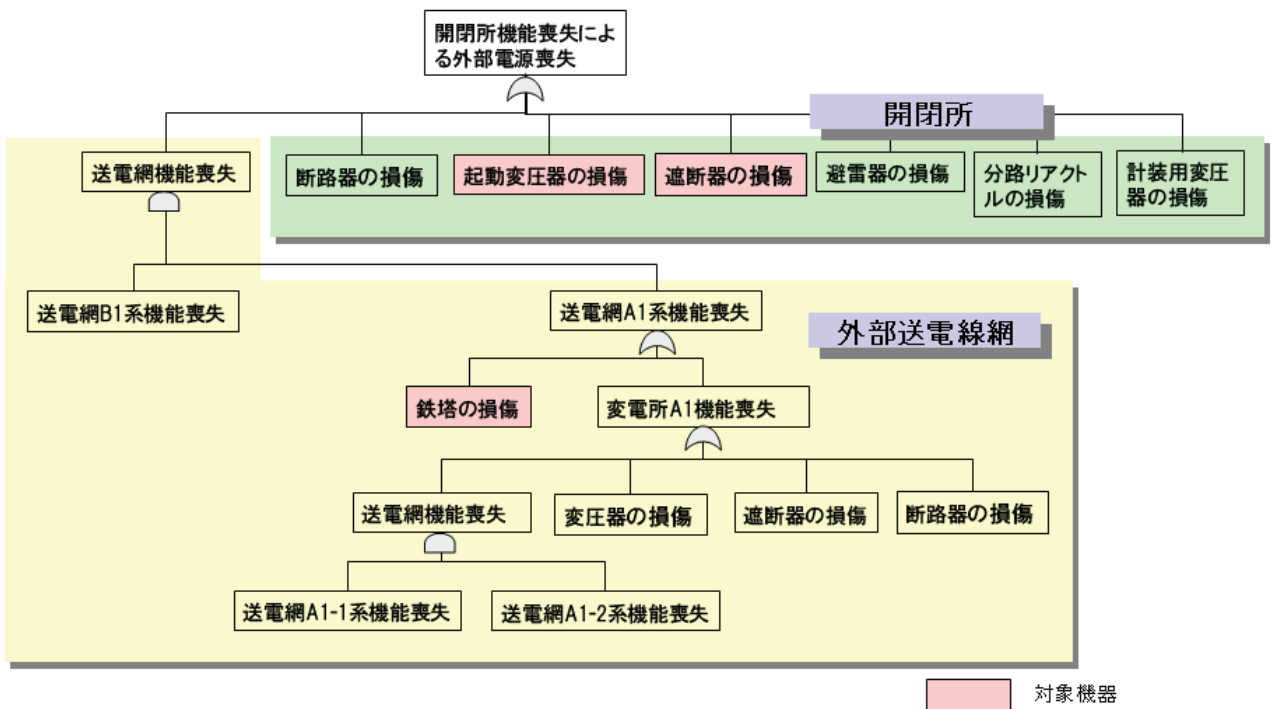 開閉所機能喪失によ
る外部電源喪失
開閉所
送電網機能喪失
断路器の損傷
起動変圧器の損傷
遮断器の損傷
避雷器の損傷
分路リアクト
ルの損傷
計装用変圧
器の損傷
送電網B1系機能喪失
送電網A1系機能喪失
外部送電線網
鉄塔の損傷
変電所A1機能喪失
送電網機能喪失
変圧器の損傷
遮断器の損傷
断路器の損傷
送電網A1-1系機能喪失
送電網A1-2系機能喪失
対象機器